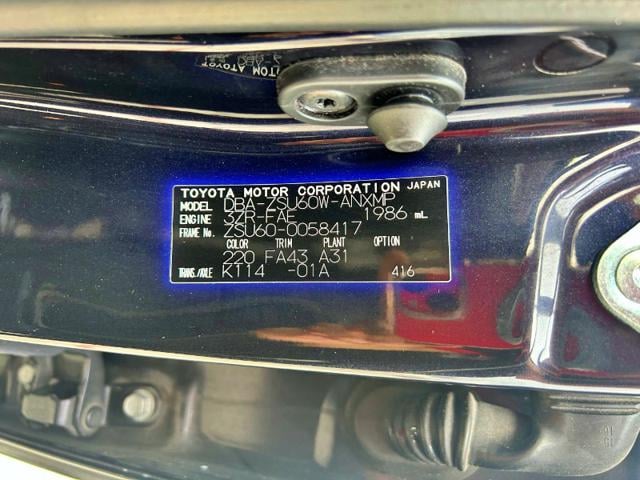 TOYOTA MOTOR CORPORATION JAPAN
MODEL DBA-ZSU60W-ANXMP
ENGINE 3ZR-FAE 1986 mL
FRAME No. ZSU60-0058417
COLOR TRIM PLANT OPTION
220 FA43 A31
TRANS./AXLE K114 -01A 416